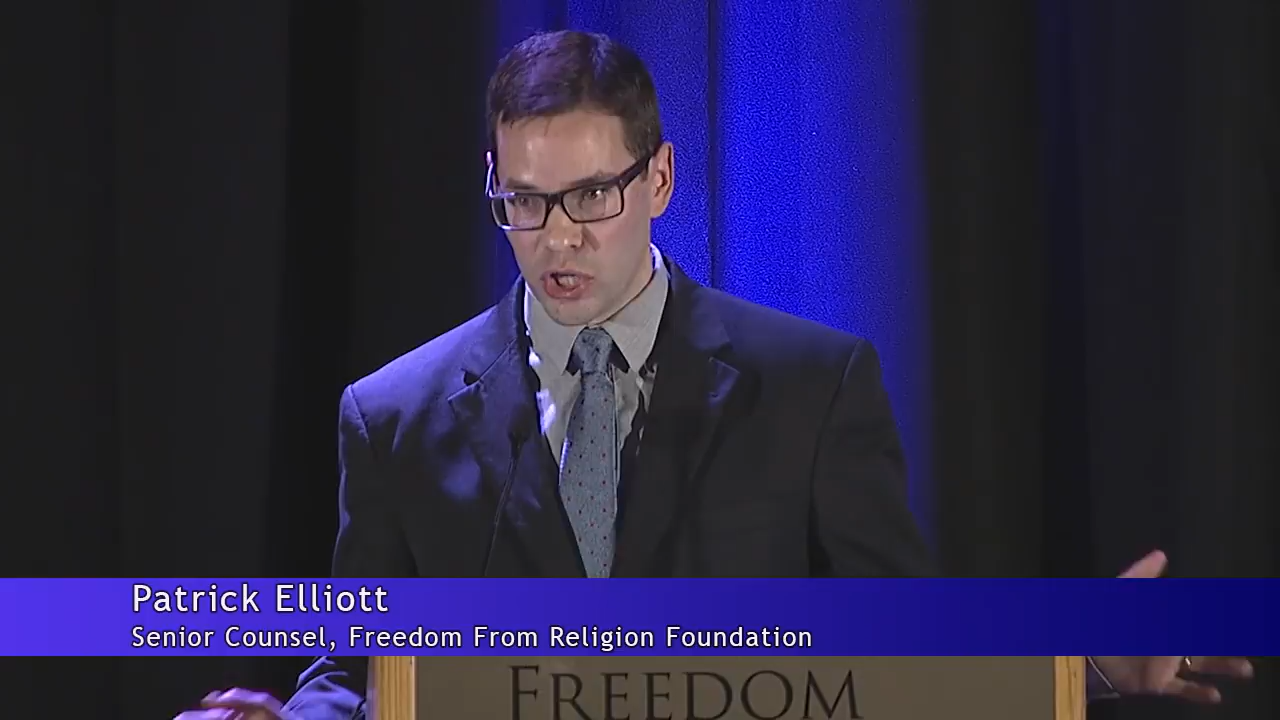 Patrick Elliott
Senior Counsel, Freedom From Religion Foundation
FREEDOM